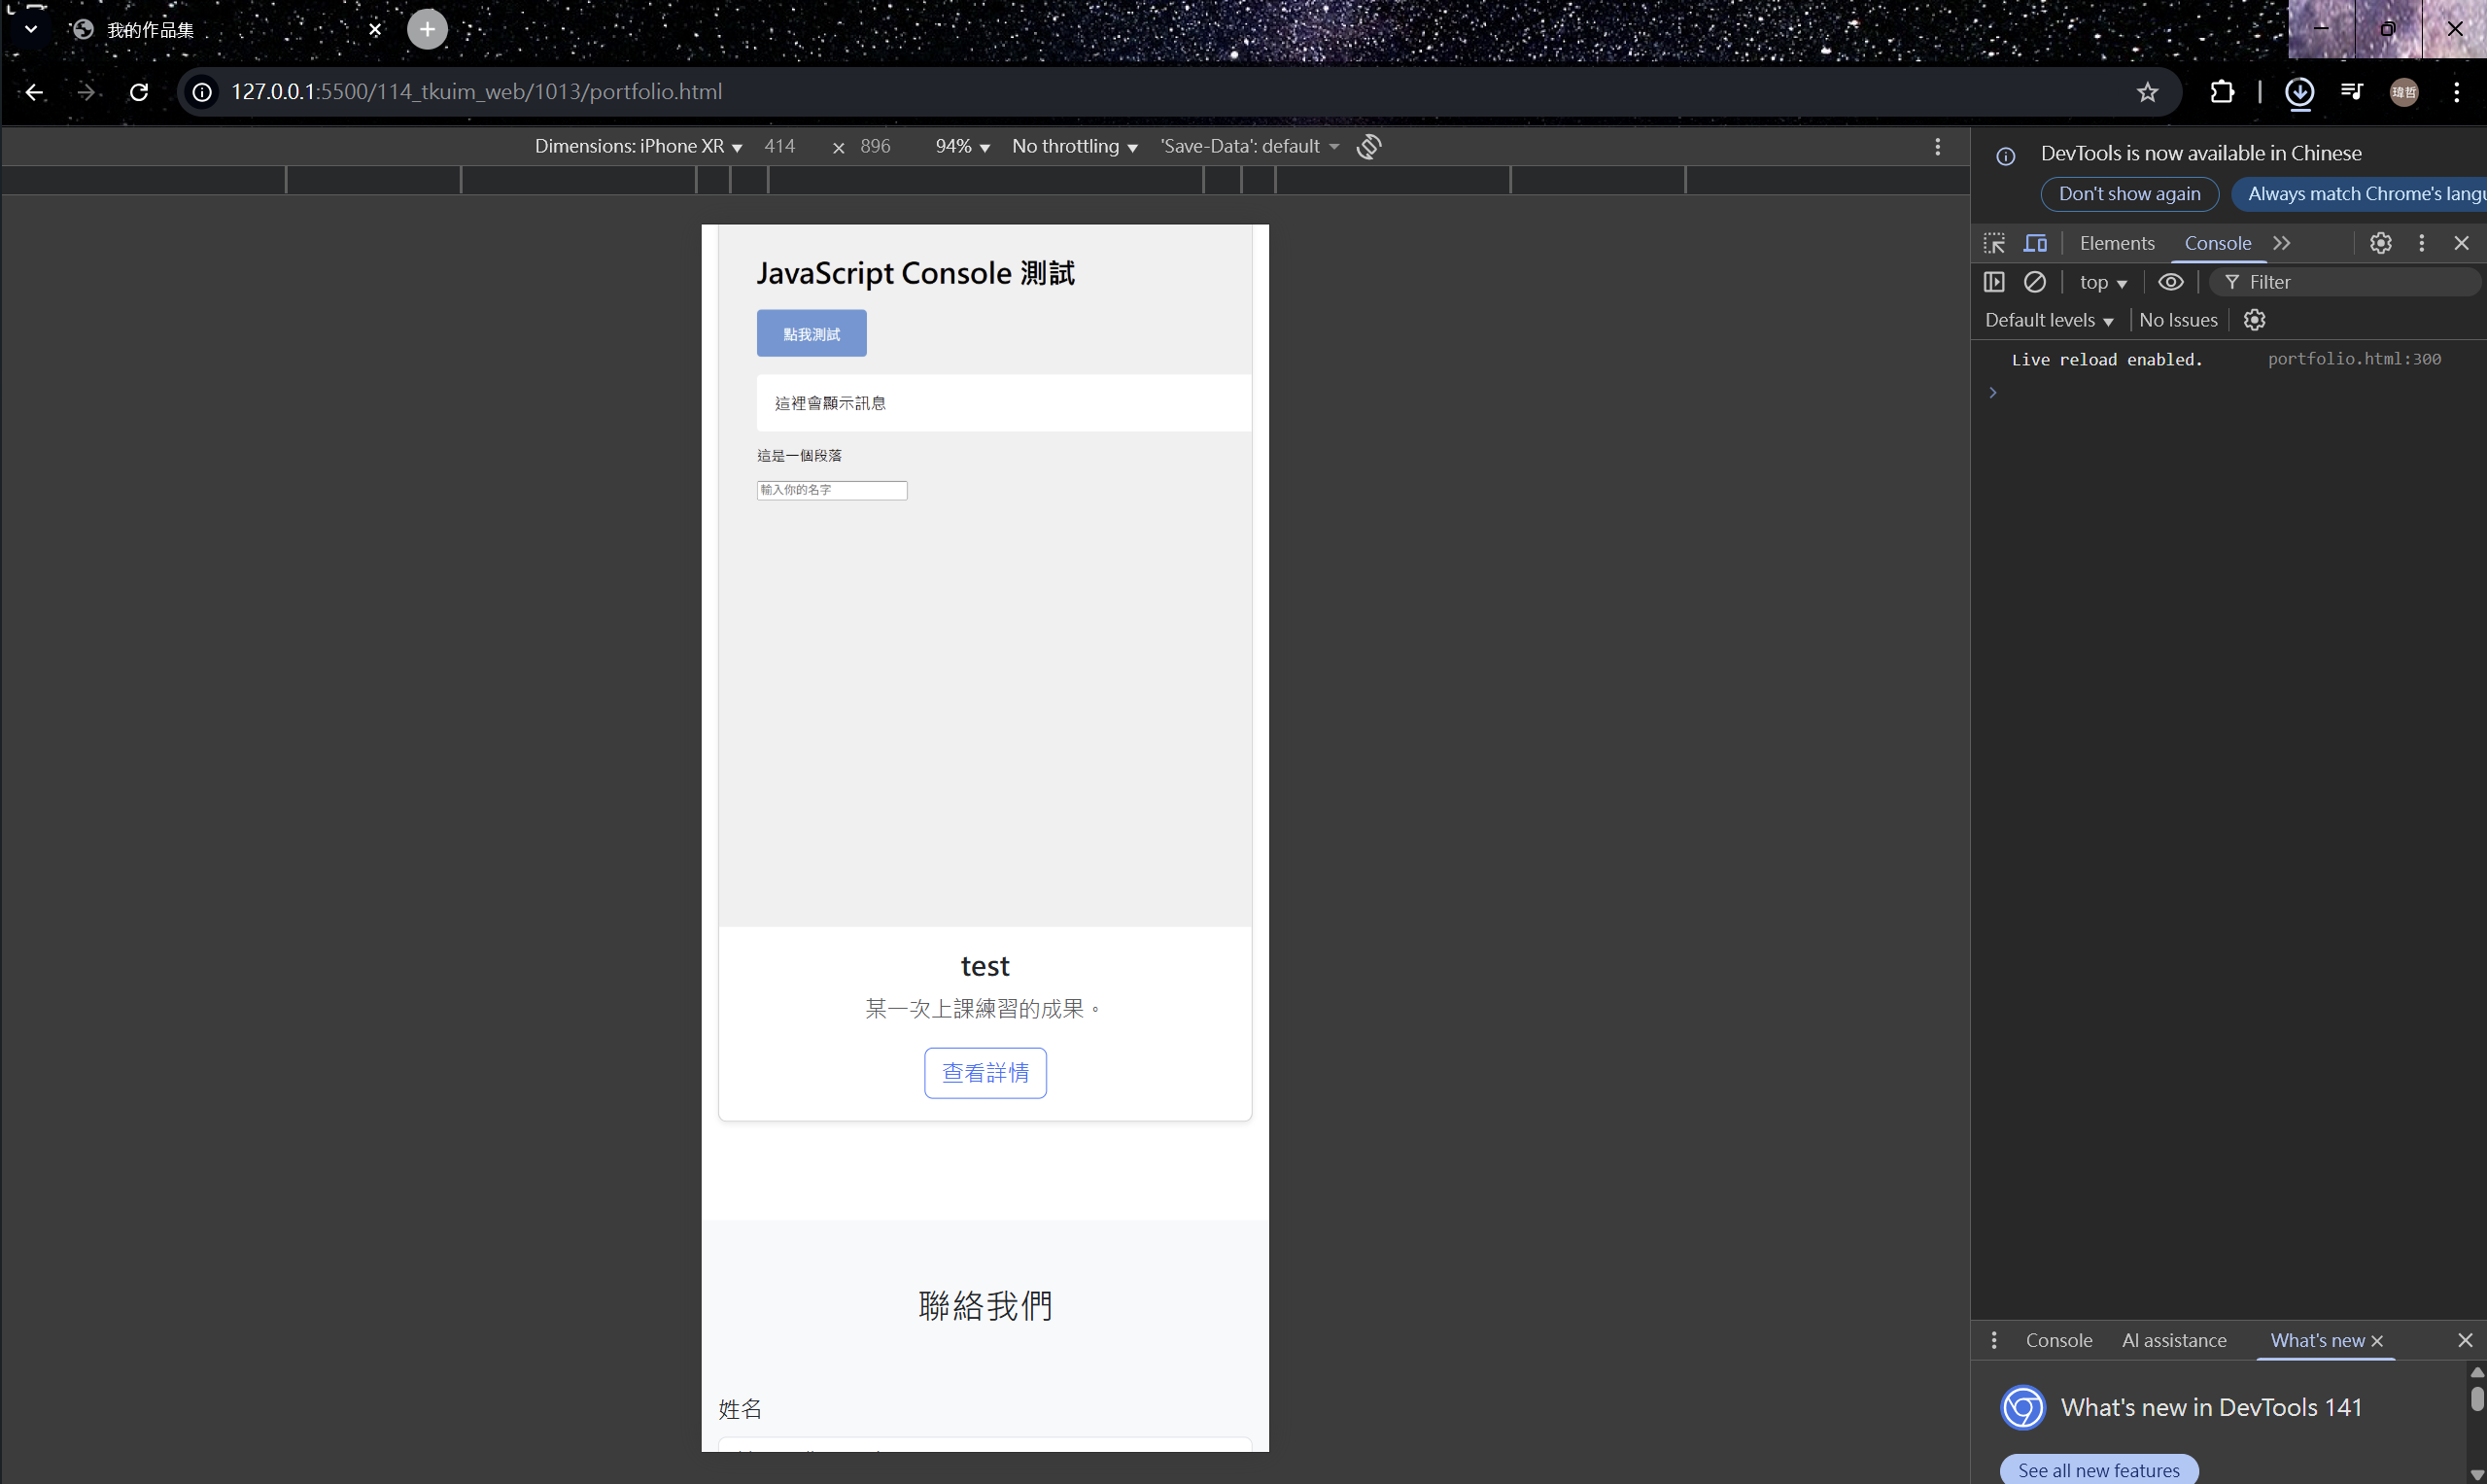 我的作品集
127.0.0.1:5500/114_tkuim_web/1013/portfolio.html
瑋哲
Dimensions: iPhone XR 414 × 896 94% No throttling 'Save-Data': default
DevTools is now available in Chinese
Don't show again Always match Chrome's langu
Elements Console
top Filter
Default levels No Issues
Live reload enabled. portfolio.html:300
JavaScript Console 測試
點我測試
這裡會顯示訊息
這是一個段落
輸入你的名字
test
某一次上課練習的成果。
查看詳情
聯絡我們
姓名
Console AI assistance What's new
What's new in DevTools 141
See all new features